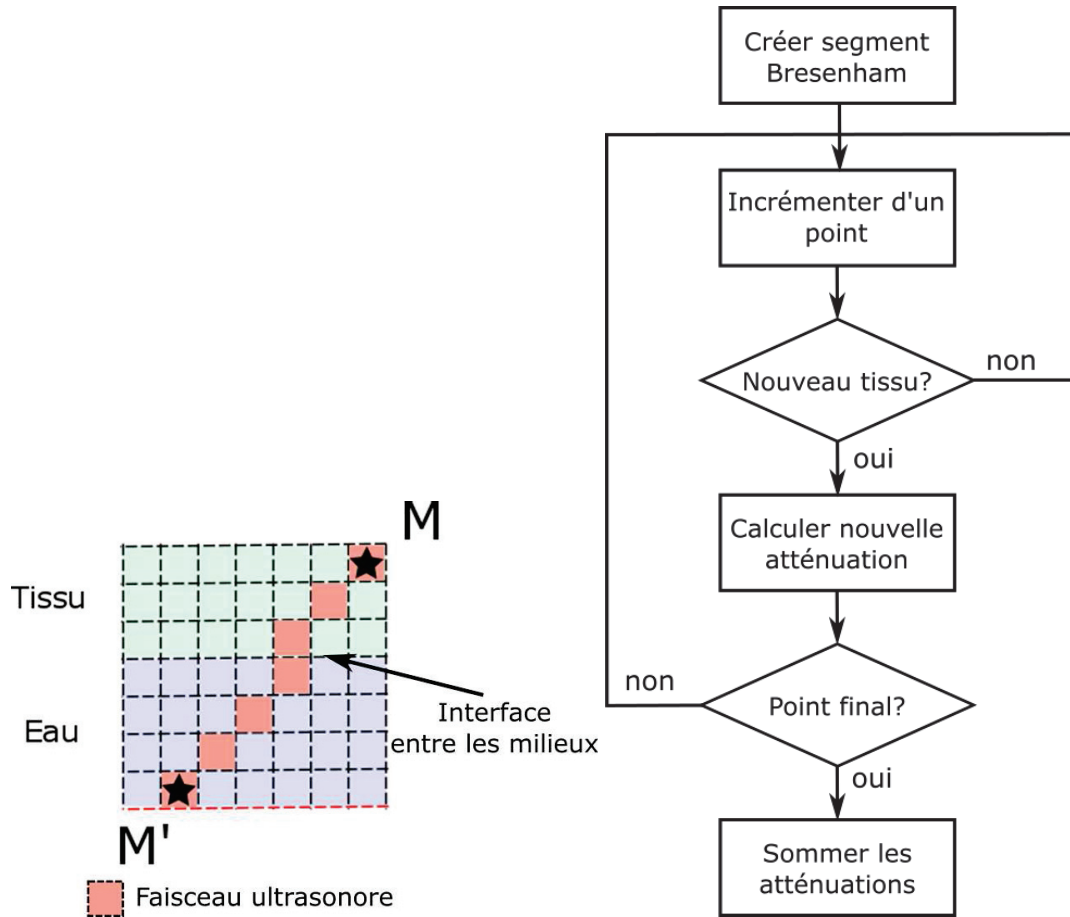 Créer segment
Bresenham
Incrémenter d'un
point
Nouveau tissu?
non
oui
Calculer nouvelle
atténuation
non
Point final?
oui
Sommer les
atténuations
M
Tissu
Eau
Interface
entre les milieux
M'
Faisceau ultrasonore